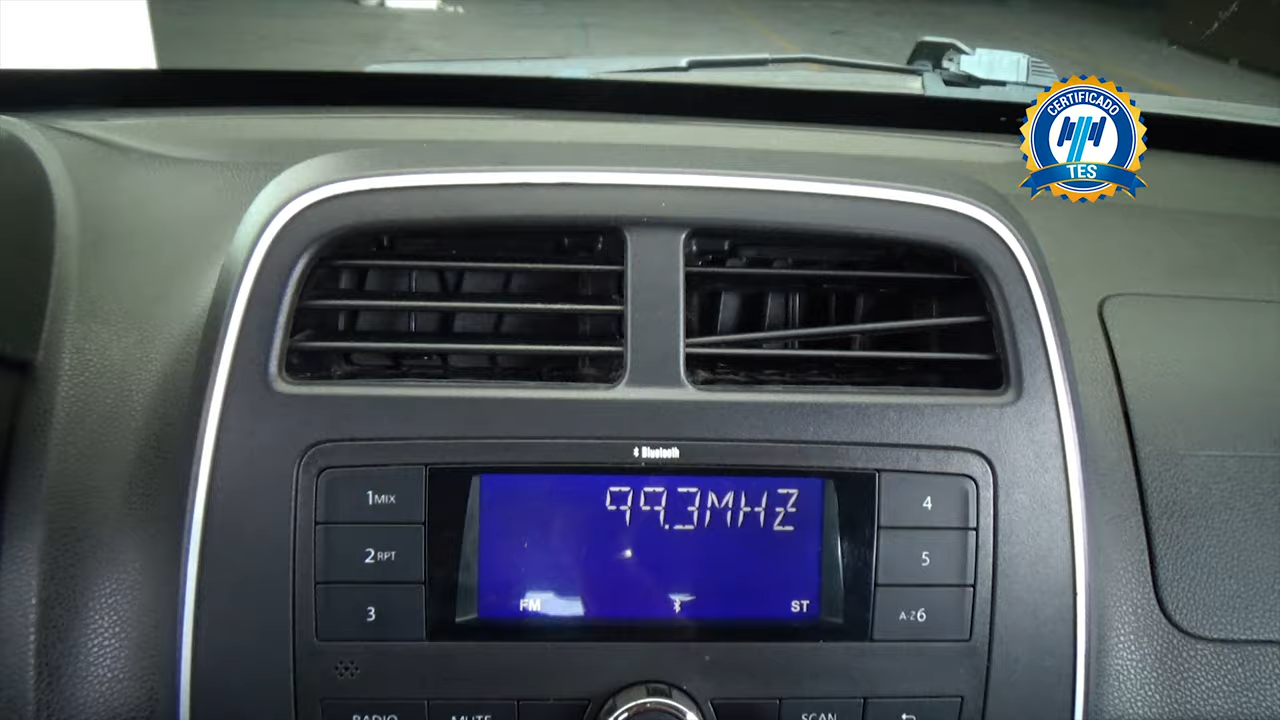 CERTIFICADO
TES
Bluetooth
1MIX
2RPT
3
99.3MHZ
FM
ST
4
5
A-Z6
RADIO
MUTE
SCAN